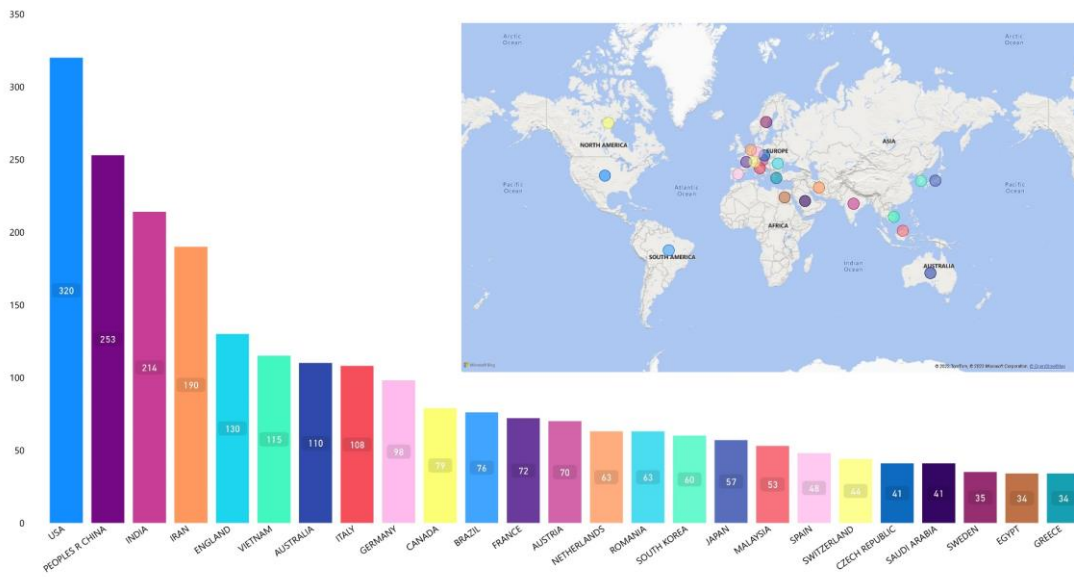 350
300
250
200
150
100
50
0
320
253
214
190
130
115
110
108
98
79
76
72
70
63
63
60
57
53
48
44
41
41
35
34
34
USA
PEOPLES R CHINA
INDIA
IRAN
ENGLAND
VIETNAM
AUSTRALIA
ITALY
GERMANY
CANADA
BRAZIL
FRANCE
AUSTRIA
NETHERLANDS
ROMANIA
SOUTH KOREA
JAPAN
MALAYSIA
SPAIN
SWITZERLAND
CZECH REPUBLIC
SAUDI ARABIA
SWEDEN
EGYPT
GREECE
Arctic
Ocean
Arctic
Ocean
NORTH AMERICA
EUROPE
ASIA
Pacific
Ocean
Atlantic
Ocean
Pacific
Ocean
AFRICA
SOUTH AMERICA
Indian
Ocean
AUSTRALIA
Microsoft
Microsoft Corporation, © OpenStreetMap